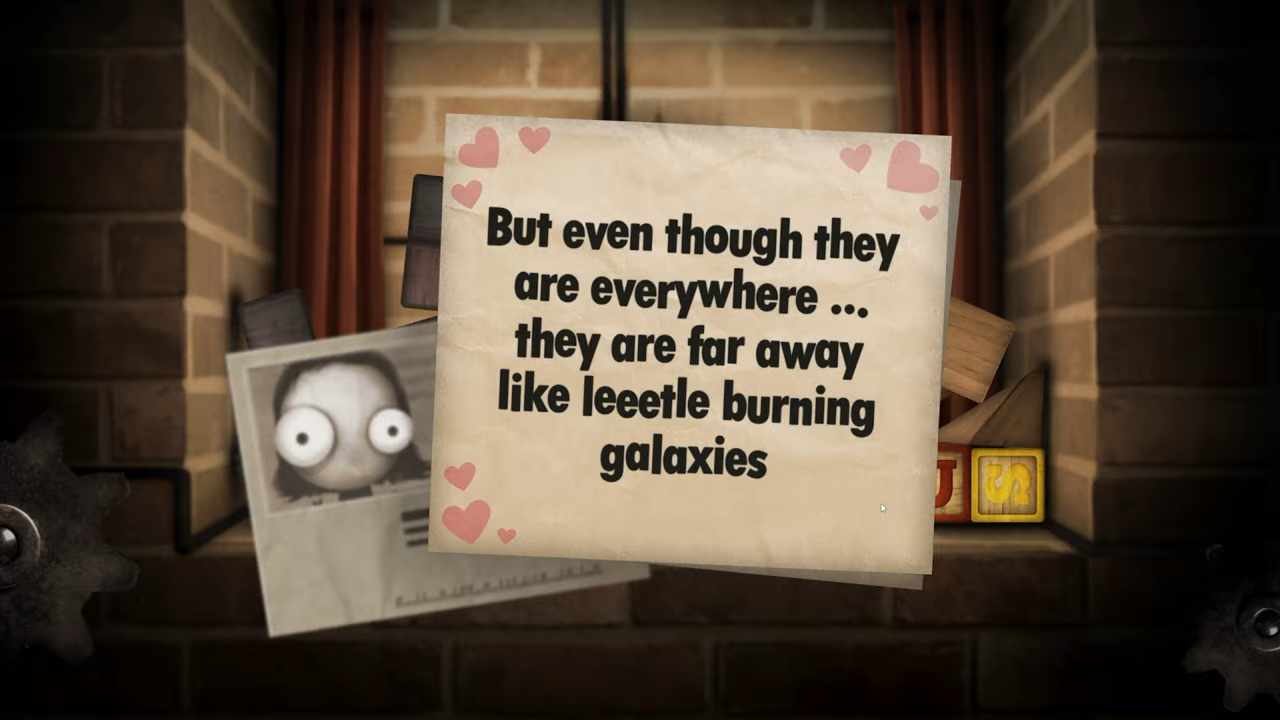 But even though they
are everywhere ...
they are far away
like leeetle burning
galaxies
U
S